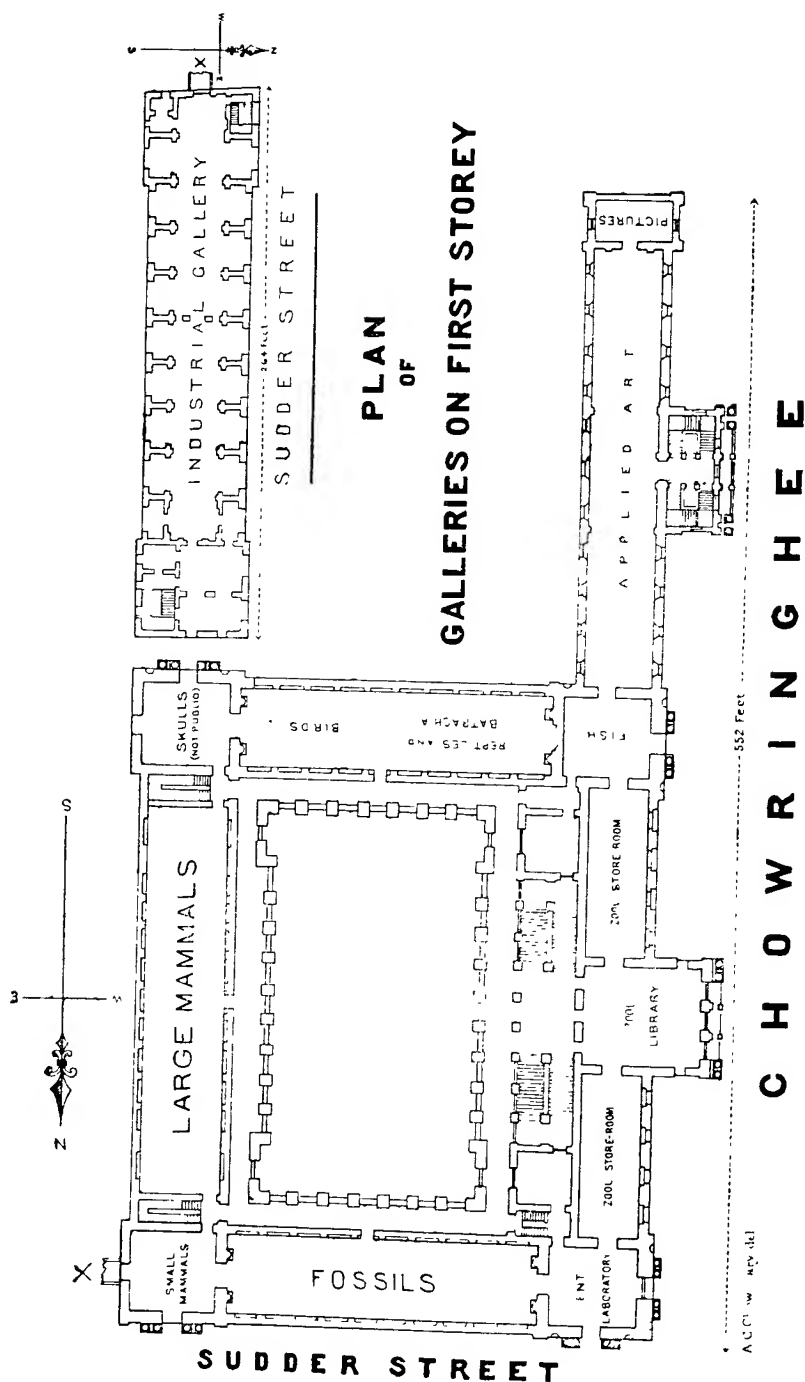 PLAN
OF
GALLERIES ON FIRST STOREY
S
W
N
X
INDUSTRIAL GALLERY
264 Feet
SUDDER STREET
PICTURES
APPLIED ART
SKULLS
(NOT PUBLIC)
BIRDS
REPTILES AND
BATRACHIA
FISH
S
N
LARGE MAMMALS
ZOOL STORE ROOM
ZOOL
LIBRARY
ZOOL STORE-ROOM
X
SMALL
MAMMALS
FOSSILS
ENT
LABORATORY
552 Feet
CHOWRINGHEE
SUDDER STREET